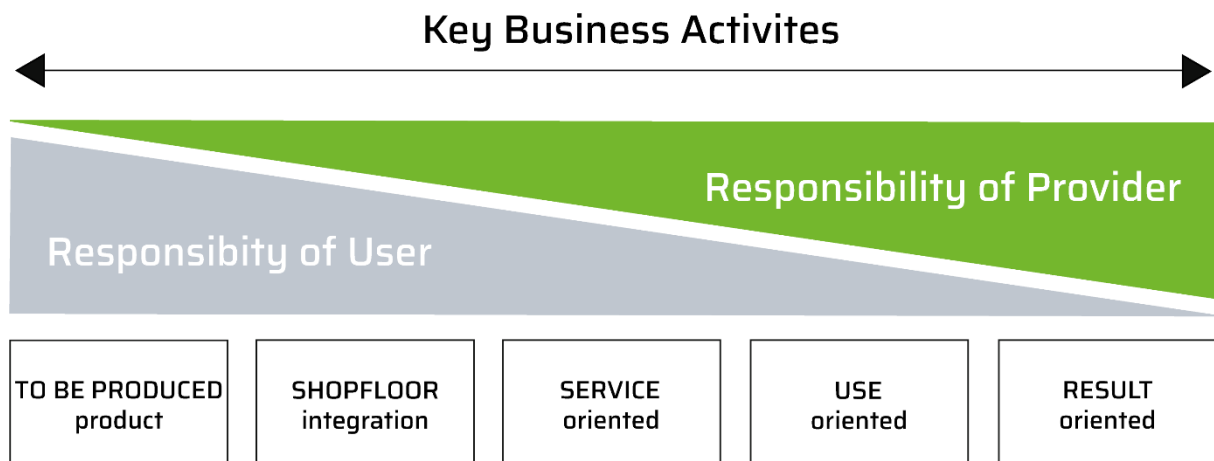 Key Business Activites
Responsibility of Provider
Responsibity of User
TO BE PRODUCED
product
SHOPFLOOR
integration
SERVICE
oriented
USE
oriented
RESULT
oriented